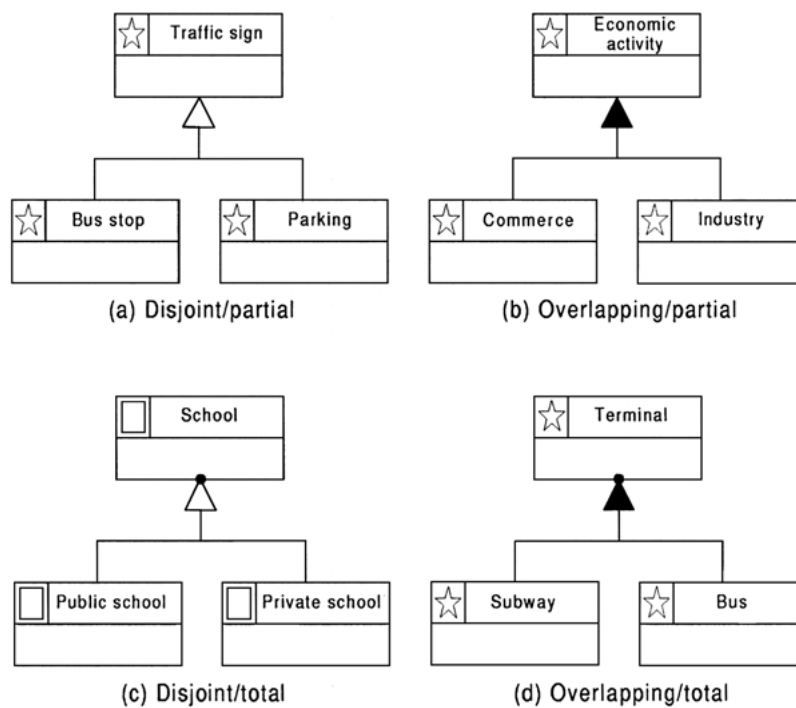 Traffic sign
Economic
activity
Bus stop
Parking
Commerce
Industry
(a) Disjoint/partial
(b) Overlapping/partial
School
Terminal
Public school
Private school
Subway
Bus
(c) Disjoint/total
(d) Overlapping/total